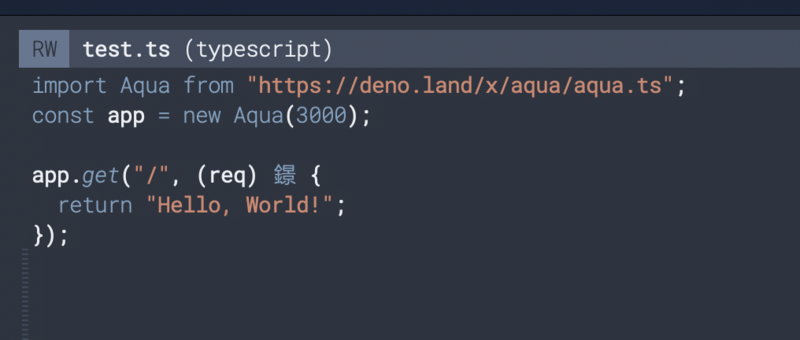 RW test.ts (typescript)
import Aqua from "https://deno.land/x/aqua/aqua.ts";
const app = new Aqua(3000);
app.get("/", (req) 鐛 {
  return "Hello, World!";
});